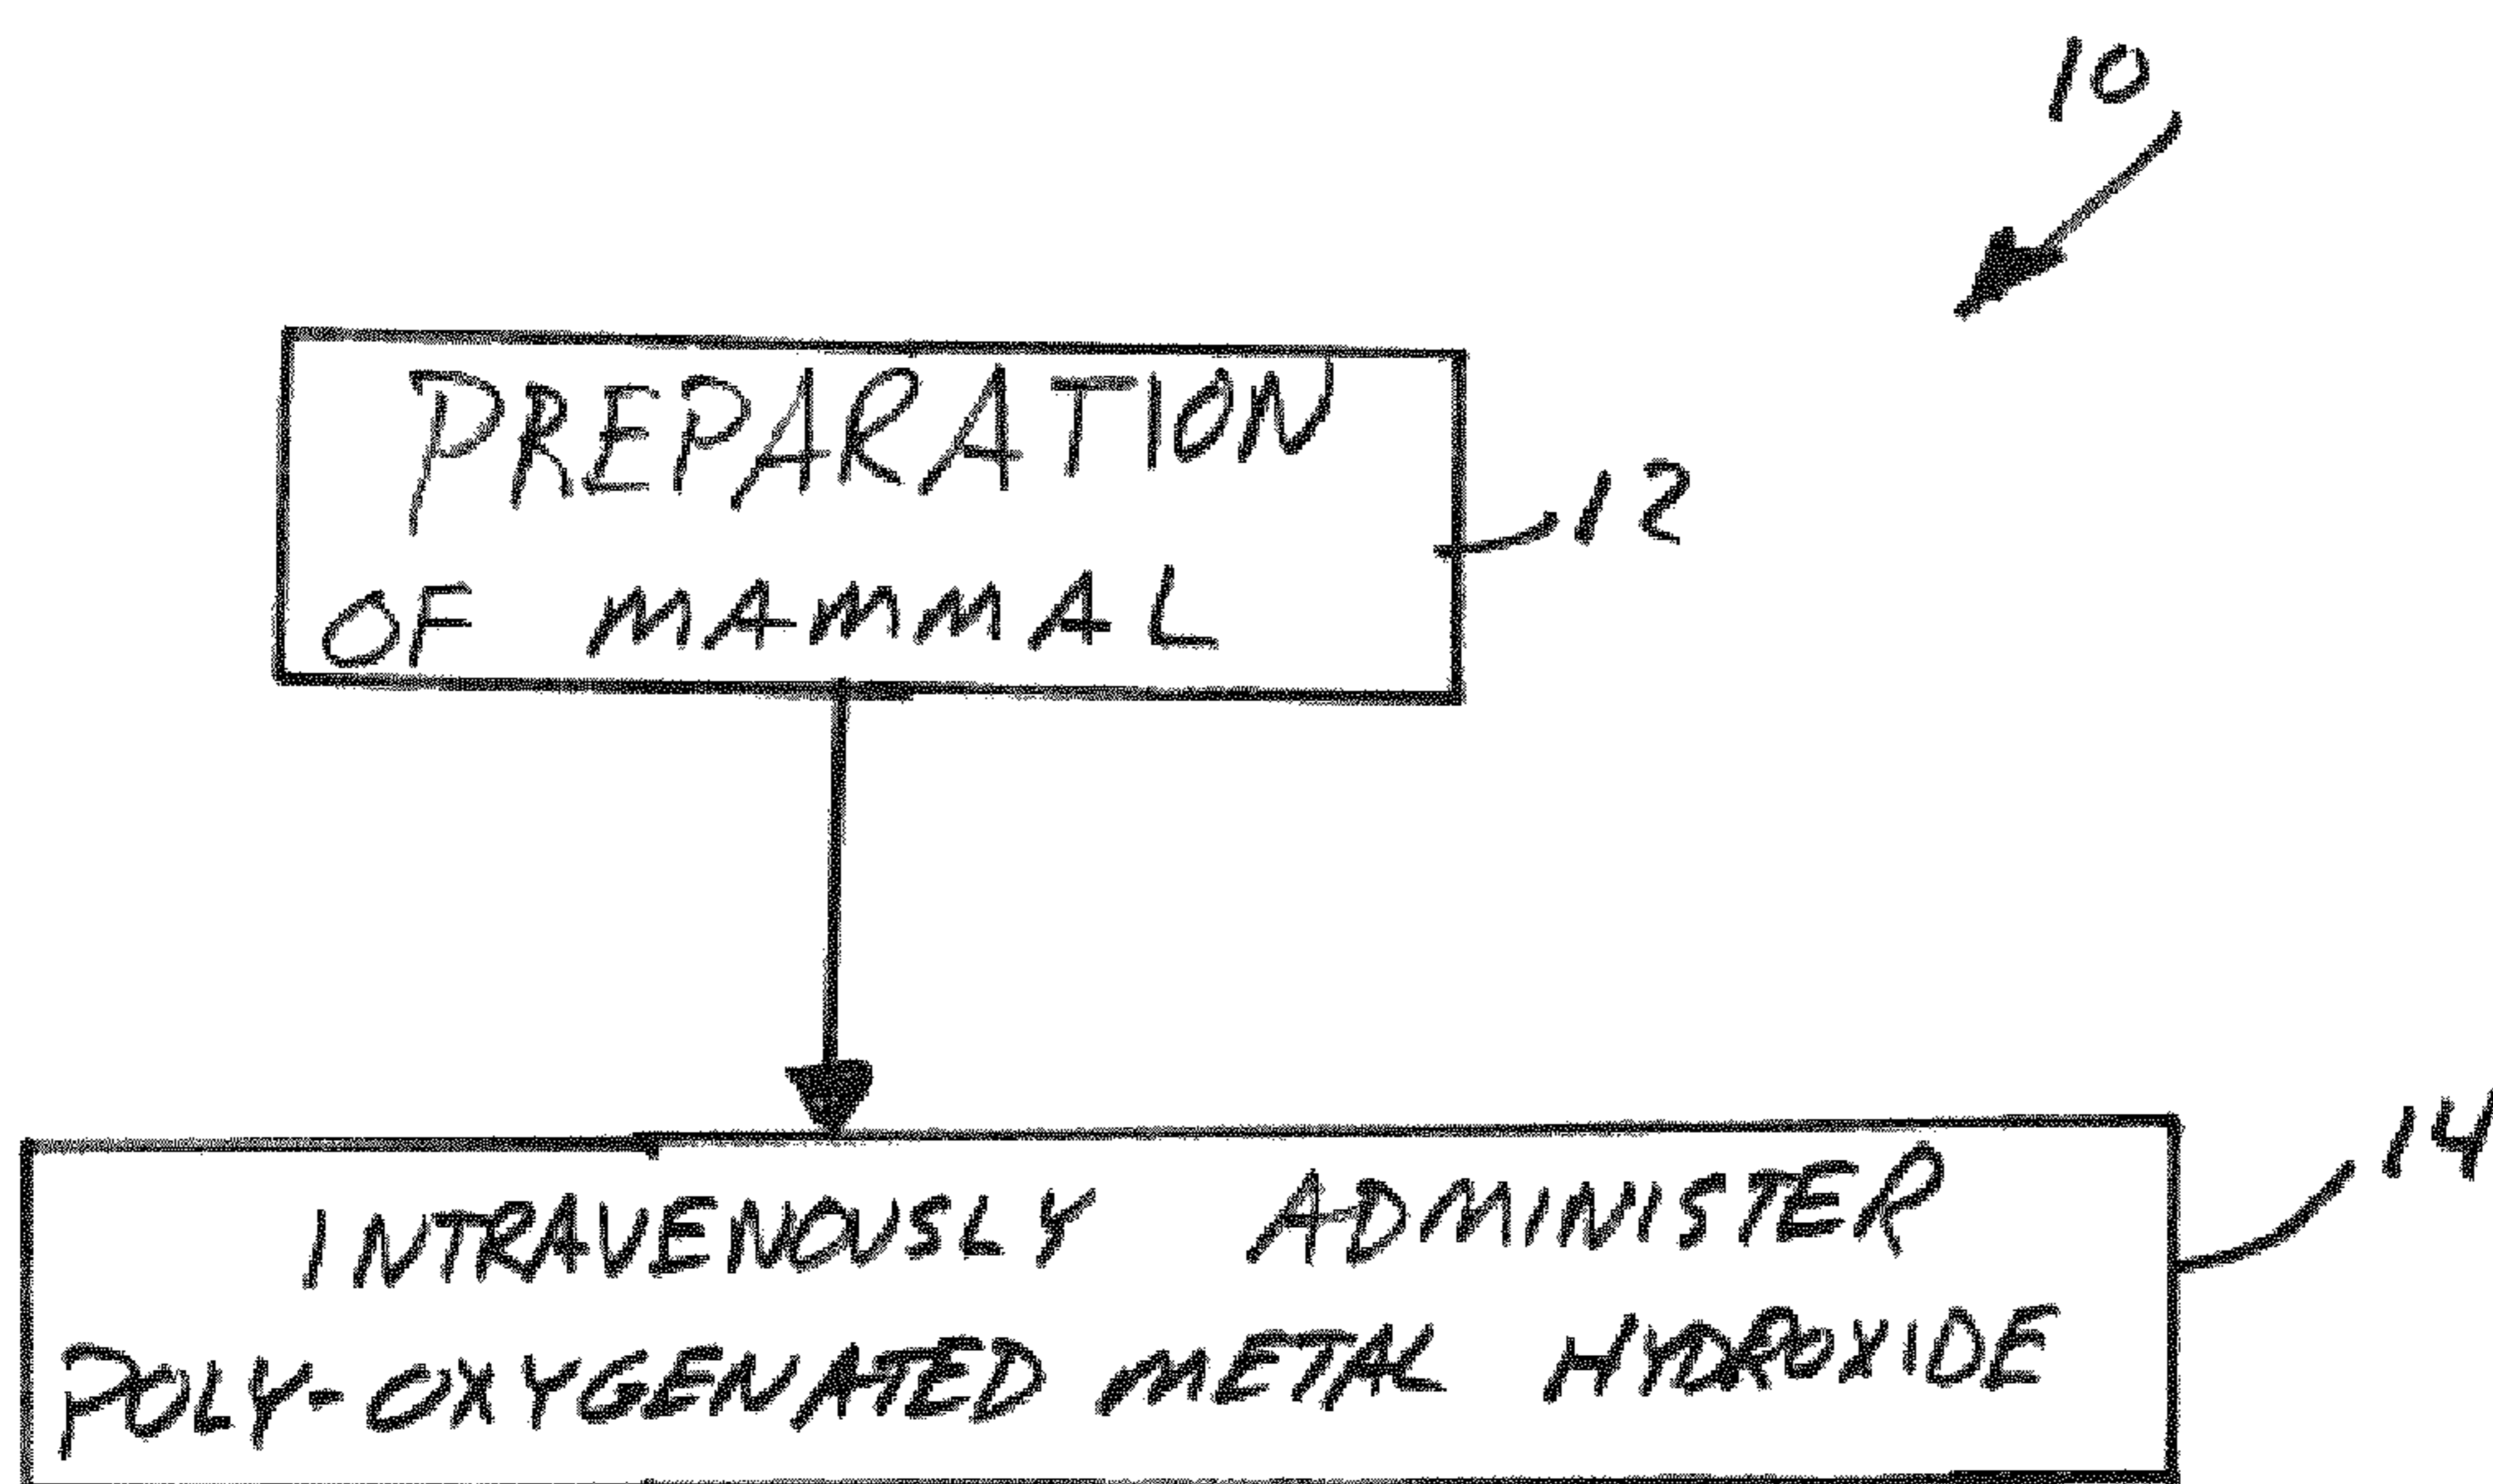 10
PREPARATION
OF MAMMAL
12
INTRAVENOUSLY ADMINISTER
POLY-OXYGENATED METAL HYDROXIDE
14